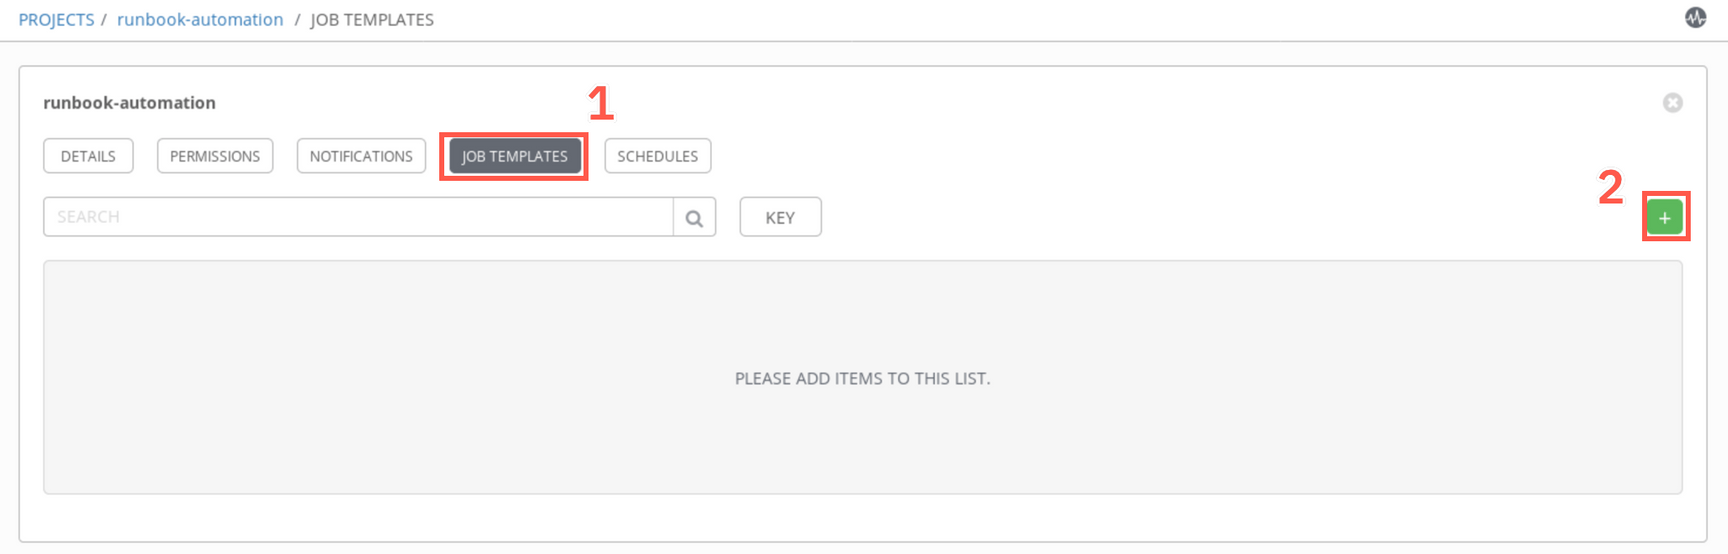 PROJECTS / runbook-automation / JOB TEMPLATES
runbook-automation
1
DETAILS PERMISSIONS NOTIFICATIONS JOB TEMPLATES SCHEDULES
2
SEARCH KEY +
PLEASE ADD ITEMS TO THIS LIST.